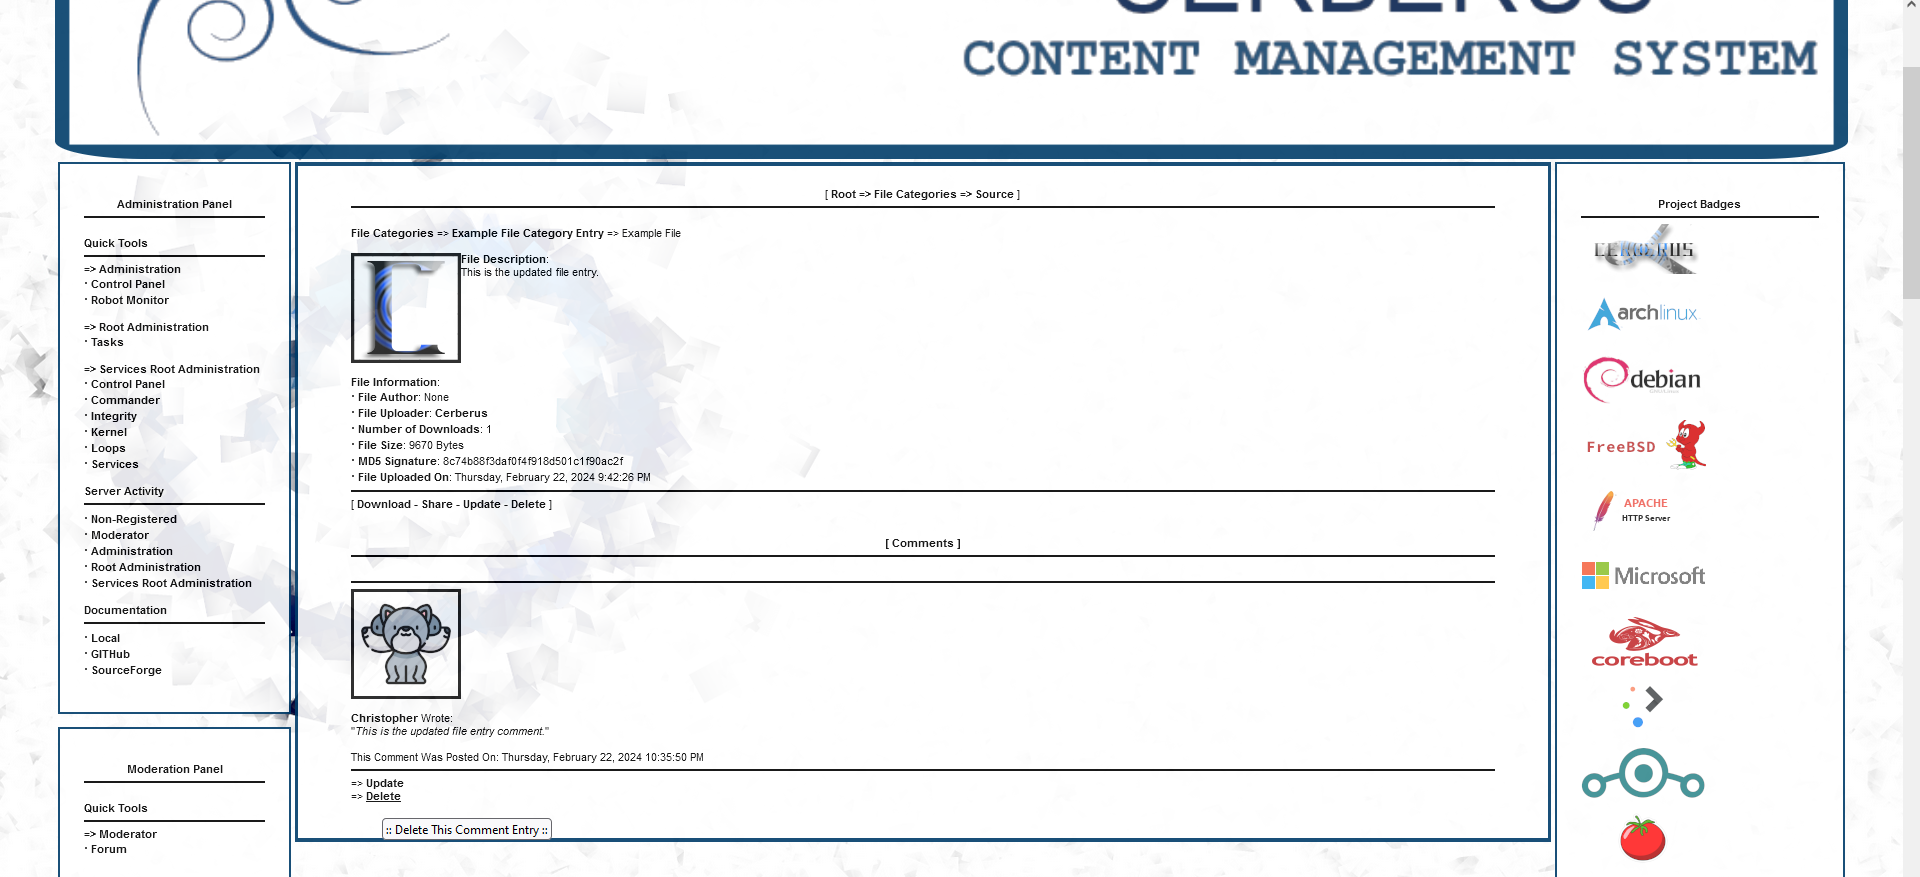 CERBERUS
CONTENT MANAGEMENT SYSTEM
Administration Panel
Quick Tools
=> Administration
· Control Panel
· Robot Monitor
=> Root Administration
· Tasks
=> Services Root Administration
· Control Panel
· Commander
· Integrity
· Kernel
· Loops
· Services
Server Activity
· Non-Registered
· Moderator
· Administration
· Root Administration
· Services Root Administration
Documentation
· Local
· GITHub
· SourceForge
Moderation Panel
Quick Tools
=> Moderator
· Forum
[ Root => File Categories => Source ]
File Categories => Example File Category Entry => Example File
File Description:
This is the updated file entry.
File Information:
· File Author: None
· File Uploader: Cerberus
· Number of Downloads: 1
· File Size: 9670 Bytes
· MD5 Signature: 8c74b88f3daf0f4f918d501c1f90ac2f
· File Uploaded On: Thursday, February 22, 2024 9:42:26 PM
[ Download - Share - Update - Delete ]
[ Comments ]
Christopher Wrote:
"This is the updated file entry comment."
This Comment Was Posted On: Thursday, February 22, 2024 10:35:50 PM
=> Update
=> Delete
:: Delete This Comment Entry ::
Project Badges
CERBERUS
archlinux
debian
FreeBSD
APACHE
HTTP Server
Microsoft
coreboot